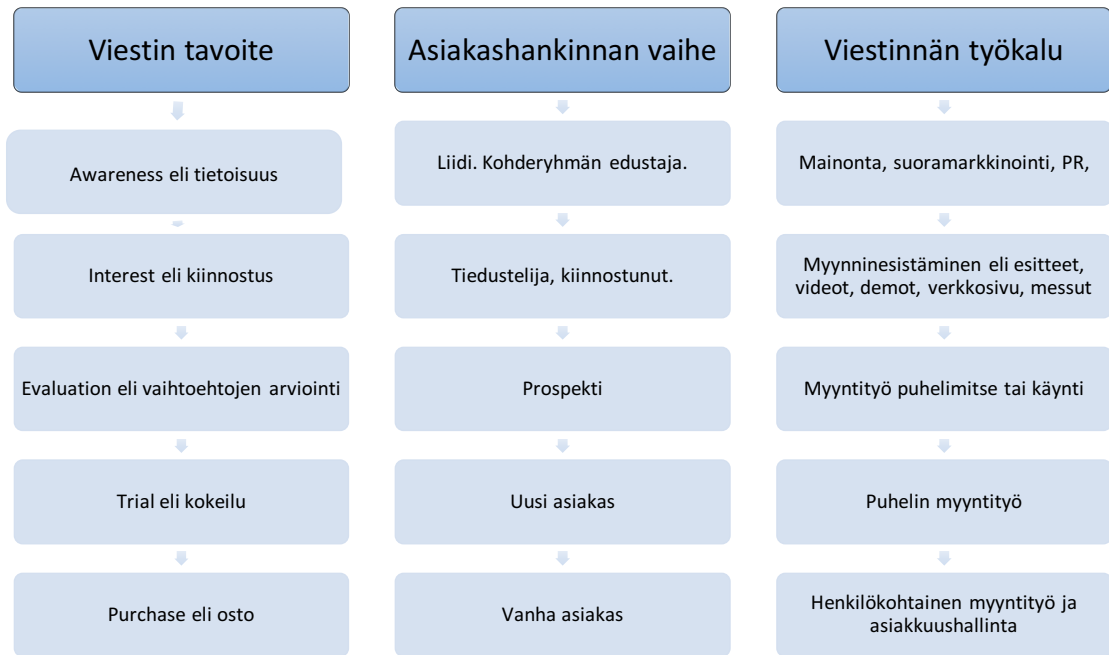 Viestin tavoite
Awareness eli tietoisuus
Interest eli kiinnostus
Evaluation eli vaihtoehtojen arviointi
Trial eli kokeilu
Purchase eli osto
Asiakashankinnan vaihe
Liidi. Kohderyhmän edustaja.
Tiedustelija, kiinnostunut.
Prospekti
Uusi asiakas
Vanha asiakas
Viestinnän työkalu
Mainonta, suoramarkkinointi, PR,
Myynninesistäminen eli esitteet,
videot, demot, verkkosivu, messut
Myyntityö puhelimitse tai käynti
Puhelin myyntityö
Henkilökohtainen myyntityö ja
asiakkuushallinta